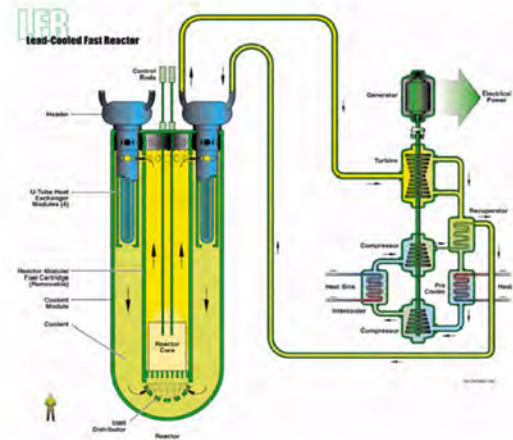 LFR
Lead-Cooled Fast Reactor
Control
Rods
Header
Generator
Electrical
Power
Turbine
U-Tube Heat
Exchanger
Modules (4)
Recuperator
Compressor
Reactor Module/
Fuel Cartridge
(Removable)
Heat Sink
Pre
Cooler
Heat
Intercooler
Compressor
Coolant
Module
Coolant
Reactor
Core
Inlet
Distributor
Reactor